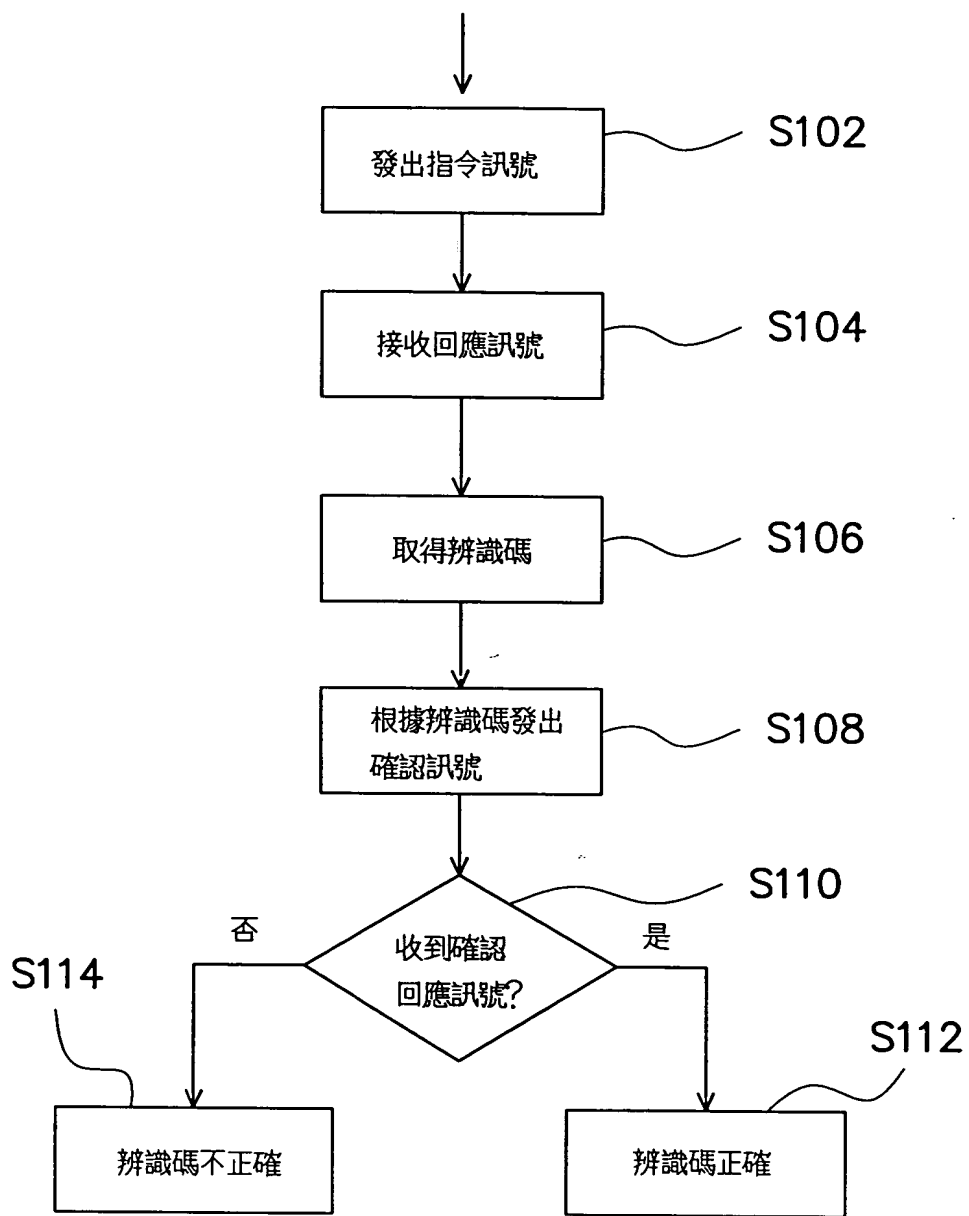 發出指令訊號
S102
接收回應訊號
S104
取得辨識碼
S106
根據辨識碼發出
確認訊號
S108
收到確認
回應訊號?
S110
否
是
S114
S112
辨識碼不正確
辨識碼正確